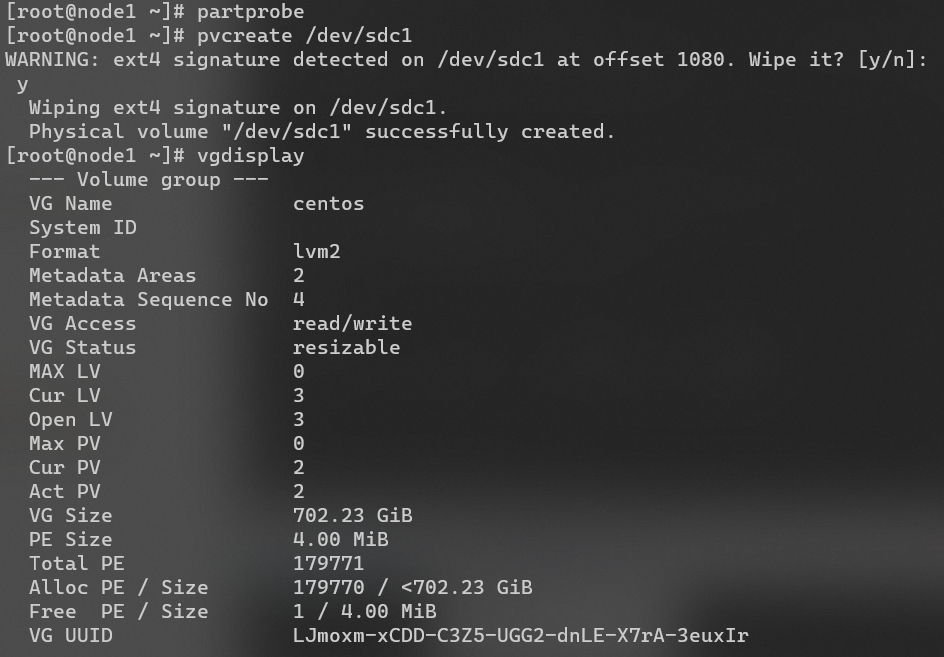 [root@node1 ~]# partprobe
[root@node1 ~]# pvcreate /dev/sdc1
WARNING: ext4 signature detected on /dev/sdc1 at offset 1080. Wipe it? [y/n]:
 y
  Wiping ext4 signature on /dev/sdc1.
  Physical volume "/dev/sdc1" successfully created.
[root@node1 ~]# vgdisplay
  --- Volume group ---
  VG Name               centos
  System ID
  Format                lvm2
  Metadata Areas        2
  Metadata Sequence No  4
  VG Access             read/write
  VG Status             resizable
  MAX LV                0
  Cur LV                3
  Open LV               3
  Max PV                0
  Cur PV                2
  Act PV                2
  VG Size               702.23 GiB
  PE Size               4.00 MiB
  Total PE              179771
  Alloc PE / Size       179770 / <702.23 GiB
  Free  PE / Size       1 / 4.00 MiB
  VG UUID               LJmoxm-xCDD-C3Z5-UGG2-dnLE-X7rA-3euxIr